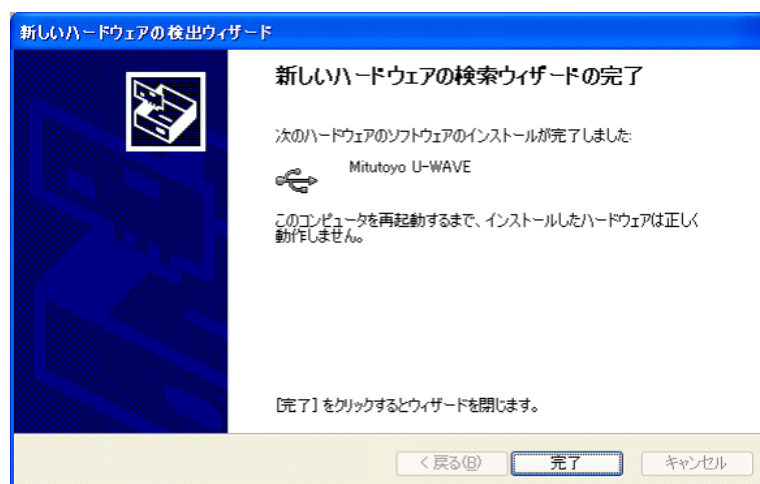 新しいハードウェアの検出ウィザード
新しいハードウェアの検索ウィザードの完了
次のハードウェアのソフトウェアのインストールが完了しました:
Mitutoyo U-WAVE
このコンピュータを再起動するまで、インストールしたハードウェアは正しく
動作しません。
[完了] をクリックするとウィザードを閉じます。
< 戻る(B) 完了 キャンセル